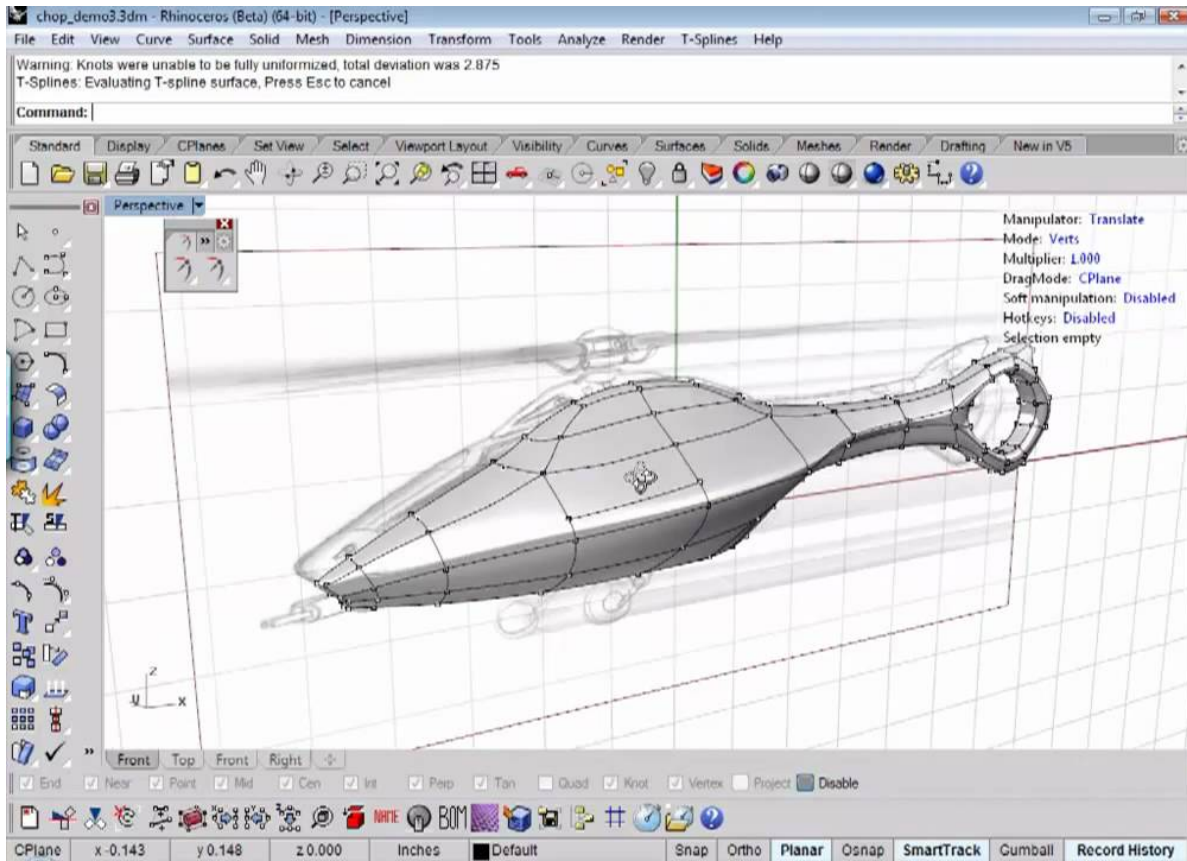 chop_demo3.3dm - Rhinoceros (Beta) (64-bit) - [Perspective]
File Edit View Curve Surface Solid Mesh Dimension Transform Tools Analyze Render T-Splines Help
Warning: Knots were unable to be fully uniformized, total deviation was 2.875
T-Splines: Evaluating T-spline surface, Press Esc to cancel
Command:
Standard Display CPlanes Set View Select Viewport Layout Visibility Curves Surfaces Solids Meshes Render Drafting New in V5
Perspective
Manipulator: Translate
Mode: Verts
Multiplier: 1.000
DragMode: CPlane
Soft manipulation: Disabled
Hotkeys: Disabled
Selection empty
z
y x
Front Top Front Right
End Near Point Mid Cen Int Perp Tan Quad Knot Vertex Project Disable
NAME BOM
CPlane x -0.143 y 0.148 z 0.000 Inches Default Snap Ortho Planar Osnap SmartTrack Gumball Record History